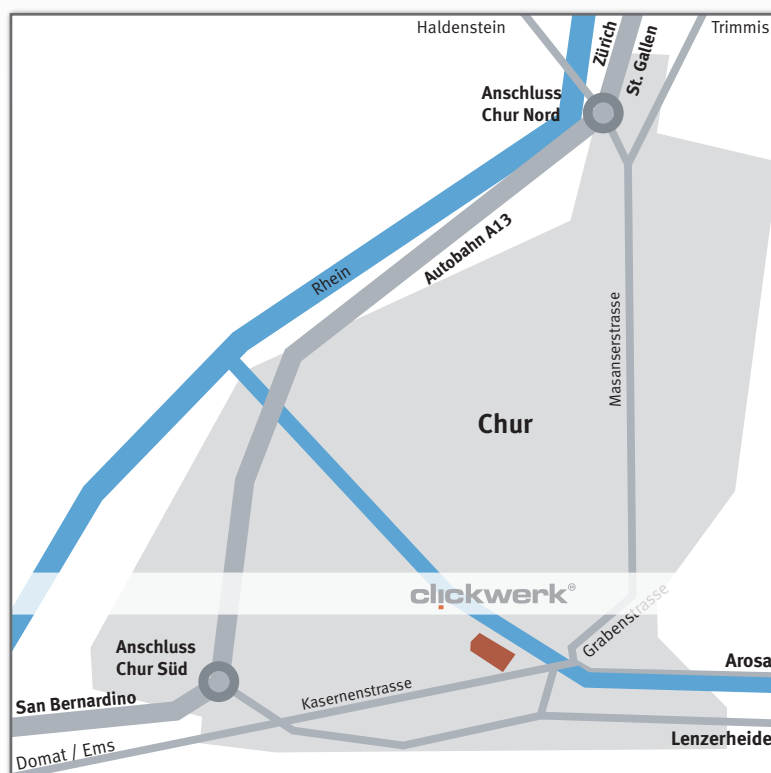 Haldenstein
Zürich
St. Gallen
Trimmis
Anschluss
Chur Nord
Autobahn A13
Rhein
Masanserstrasse
Chur
clickwerk®
Grabenstrasse
Anschluss
Chur Süd
Arosa
Kasernenstrasse
San Bernardino
Lenzerheide
Domat / Ems